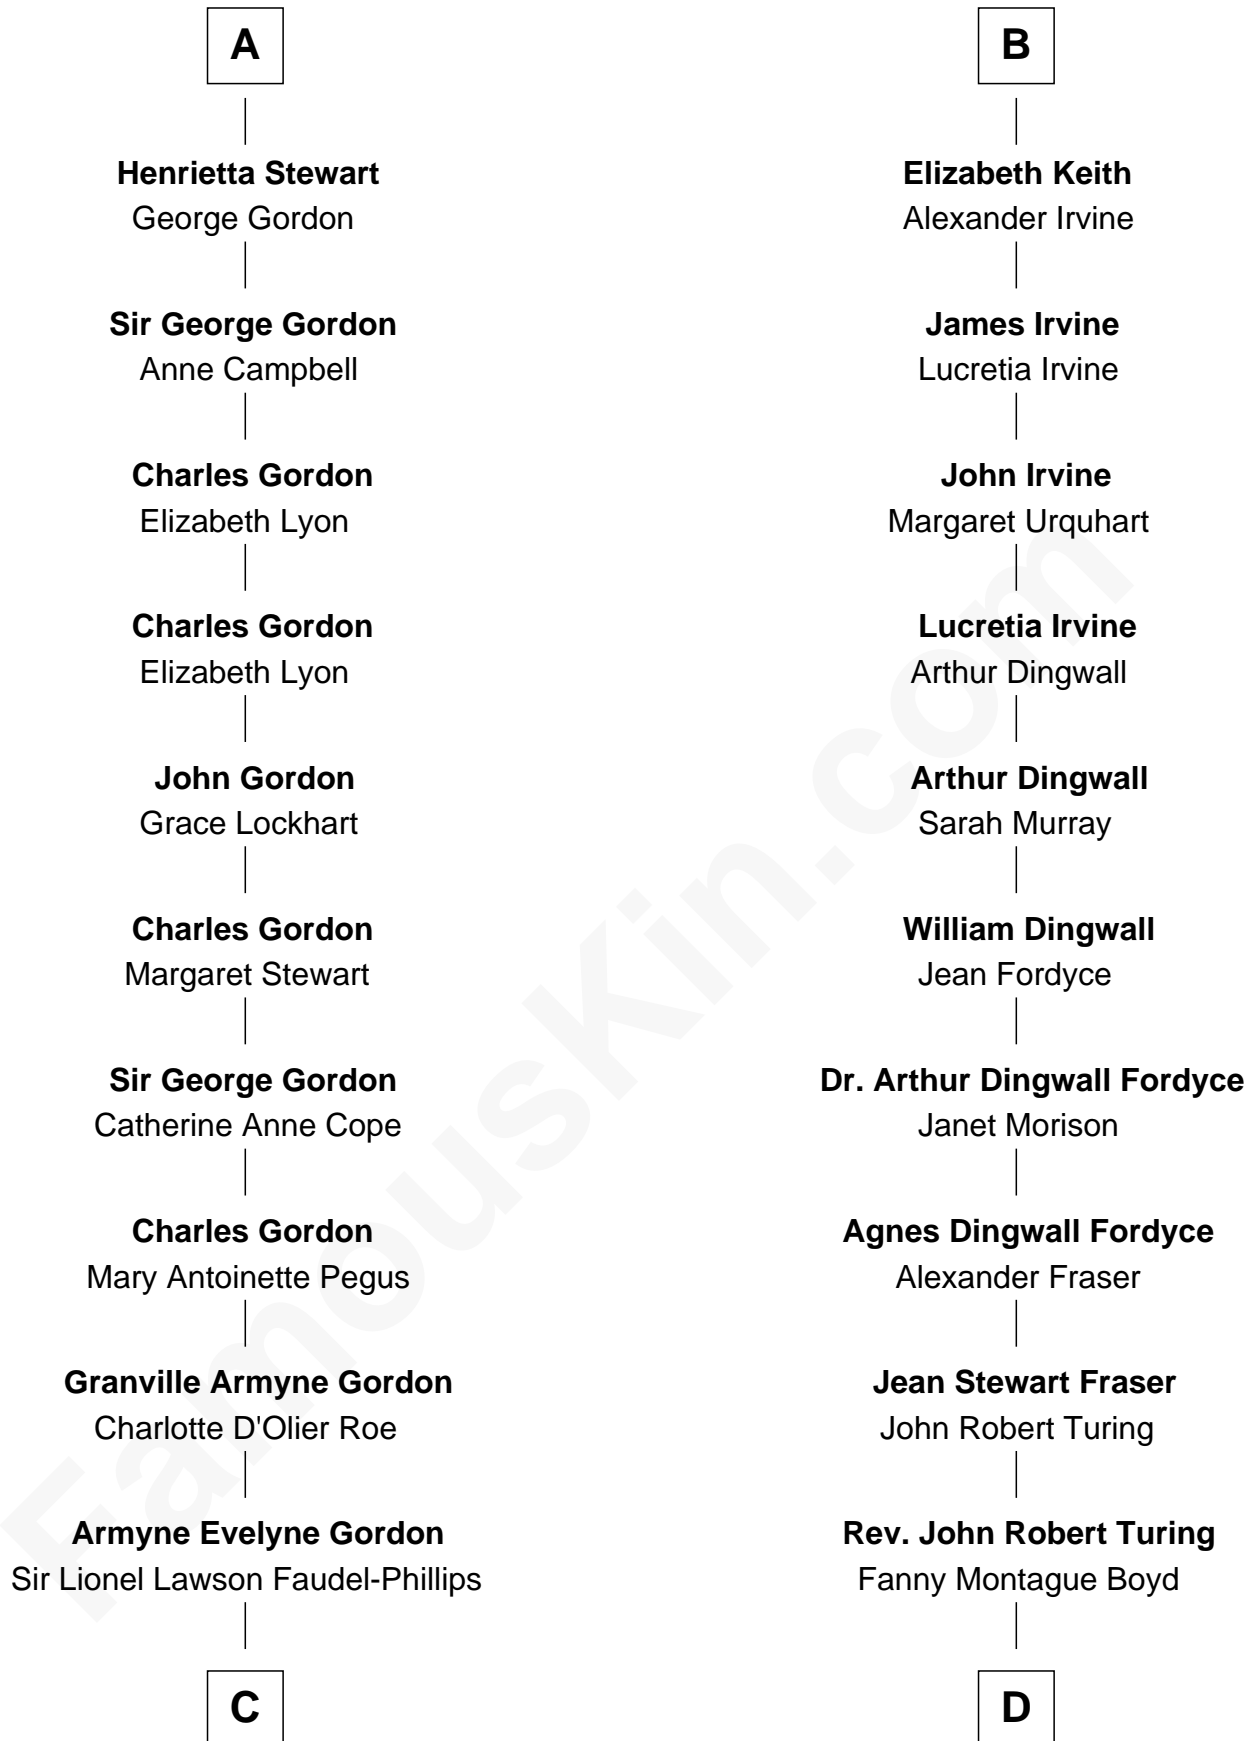 A
Henrietta Stewart
George Gordon
Sir George Gordon
Anne Campbell
Charles Gordon
Elizabeth Lyon
Charles Gordon
Elizabeth Lyon
John Gordon
Grace Lockhart
Charles Gordon
Margaret Stewart
Sir George Gordon
Catherine Anne Cope
Charles Gordon
Mary Antoinette Pegus
Granville Armyne Gordon
Charlotte D'Olier Roe
Armyne Evelyne Gordon
Sir Lionel Lawson Faudel-Phillips
C
B
Elizabeth Keith
Alexander Irvine
James Irvine
Lucretia Irvine
John Irvine
Margaret Urquhart
Lucretia Irvine
Arthur Dingwall
Arthur Dingwall
Sarah Murray
William Dingwall
Jean Fordyce
Dr. Arthur Dingwall Fordyce
Janet Morison
Agnes Dingwall Fordyce
Alexander Fraser
Jean Stewart Fraser
John Robert Turing
Rev. John Robert Turing
Fanny Montague Boyd
D
FamousKin.com